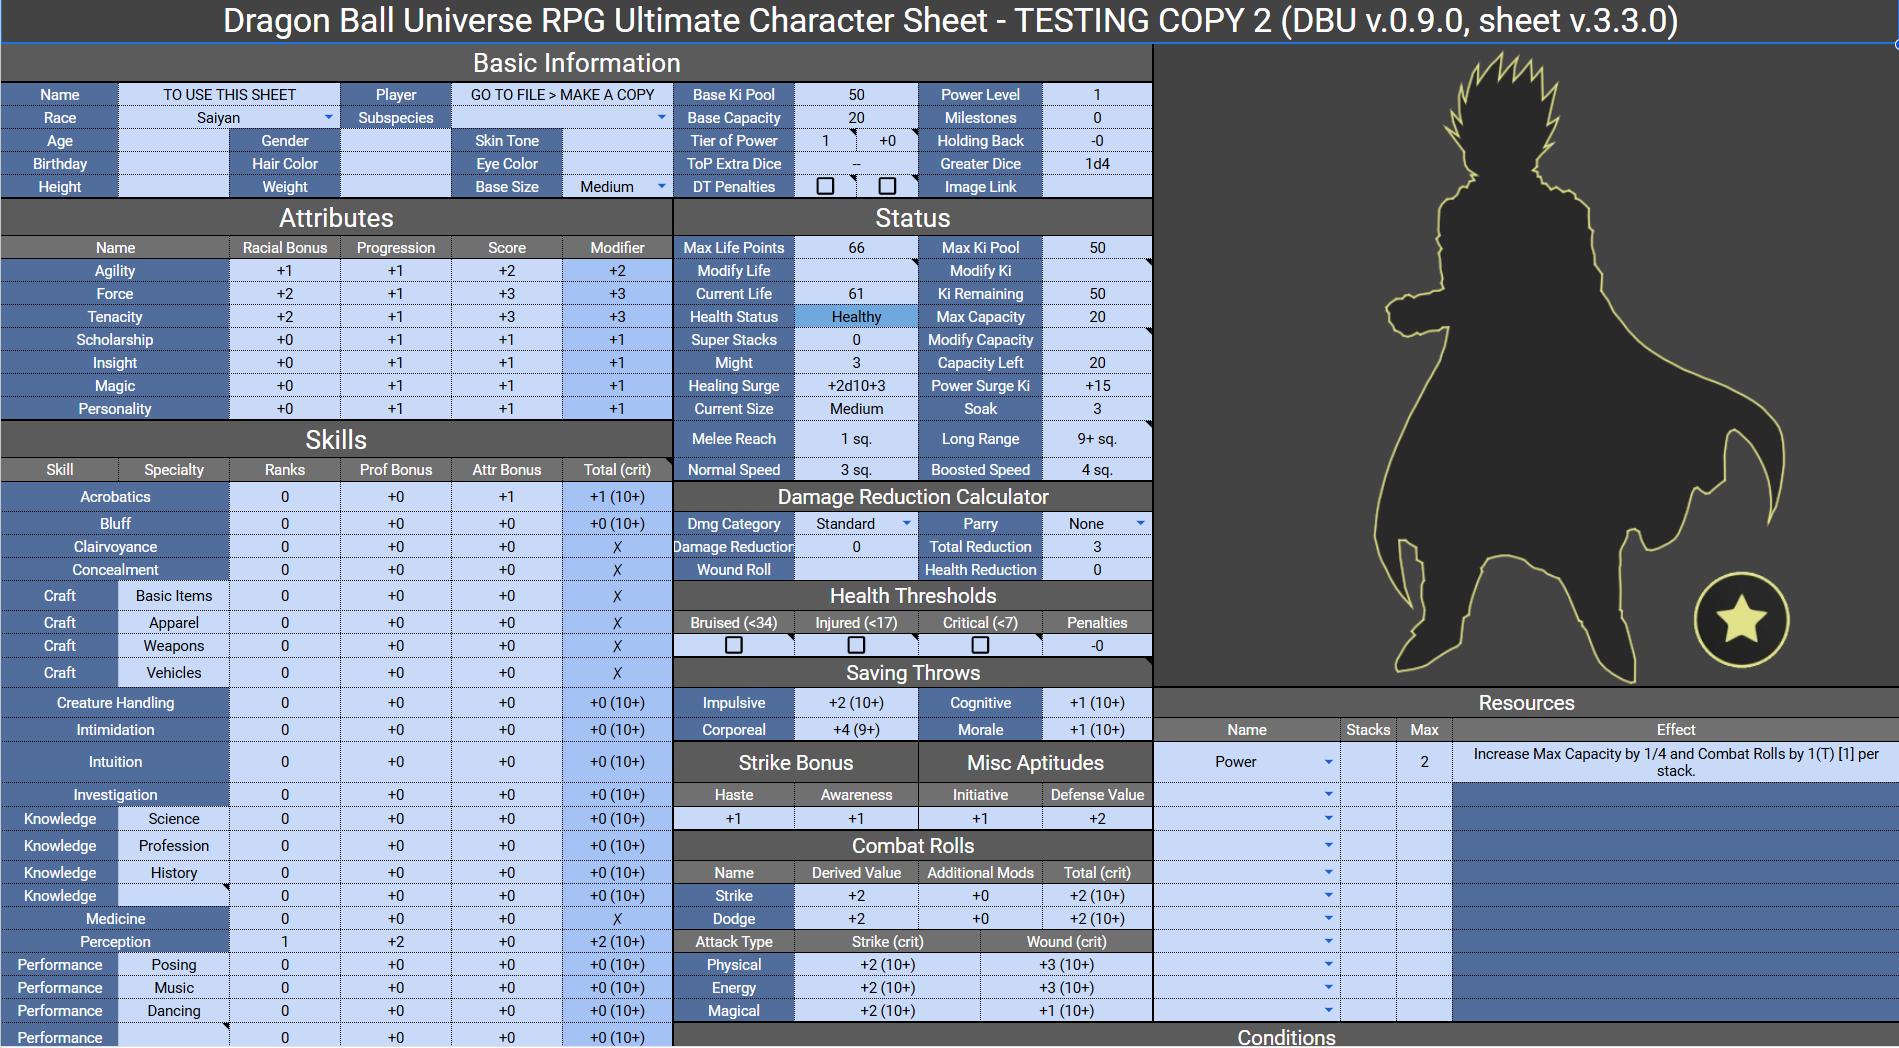 Dragon Ball Universe RPG Ultimate Character Sheet - TESTING COPY 2 (DBU v.0.9.0, sheet v.3.3.0)
Basic Information
Name TO USE THIS SHEET Player GO TO FILE > MAKE A COPY Base Ki Pool 50 Power Level 1
Race Saiyan Subspecies Base Capacity 20 Milestones 0
Age Gender Skin Tone Tier of Power 1 +0 Holding Back -0
Birthday Hair Color Eye Color ToP Extra Dice -- Greater Dice 1d4
Height Weight Base Size Medium DT Penalties Image Link
Attributes
Name Racial Bonus Progression Score Modifier
Agility +1 +1 +2 +2
Force +2 +1 +3 +3
Tenacity +2 +1 +3 +3
Scholarship +0 +1 +1 +1
Insight +0 +1 +1 +1
Magic +0 +1 +1 +1
Personality +0 +1 +1 +1
Skills
Skill Specialty Ranks Prof Bonus Attr Bonus Total (crit)
Acrobatics 0 +0 +1 +1 (10+)
Bluff 0 +0 +0 +0 (10+)
Clairvoyance 0 +0 +0 X
Concealment 0 +0 +0 X
Craft Basic Items 0 +0 +0 X
Craft Apparel 0 +0 +0 X
Craft Weapons 0 +0 +0 X
Craft Vehicles 0 +0 +0 X
Creature Handling 0 +0 +0 +0 (10+)
Intimidation 0 +0 +0 +0 (10+)
Intuition 0 +0 +0 +0 (10+)
Investigation 0 +0 +0 +0 (10+)
Knowledge Science 0 +0 +0 +0 (10+)
Knowledge Profession 0 +0 +0 +0 (10+)
Knowledge History 0 +0 +0 +0 (10+)
Knowledge 0 +0 +0 +0 (10+)
Medicine 0 +0 +0 X
Perception 1 +2 +0 +2 (10+)
Performance Posing 0 +0 +0 +0 (10+)
Performance Music 0 +0 +0 +0 (10+)
Performance Dancing 0 +0 +0 +0 (10+)
Performance 0 +0 +0 +0 (10+)
Status
Max Life Points 66 Max Ki Pool 50
Modify Life Modify Ki
Current Life 61 Ki Remaining 50
Health Status Healthy Max Capacity 20
Super Stacks 0 Modify Capacity
Might 3 Capacity Left 20
Healing Surge +2d10+3 Power Surge Ki +15
Current Size Medium Soak 3
Melee Reach 1 sq. Long Range 9+ sq.
Normal Speed 3 sq. Boosted Speed 4 sq.
Damage Reduction Calculator
Dmg Category Standard Parry None
Damage Reduction 0 Total Reduction 3
Wound Roll Health Reduction 0
Health Thresholds
Bruised (<34) Injured (<17) Critical (<7) Penalties
-0
Saving Throws
Impulsive +2 (10+) Cognitive +1 (10+)
Corporeal +4 (9+) Morale +1 (10+)
Strike Bonus Misc Aptitudes
Haste Awareness Initiative Defense Value
+1 +1 +1 +2
Combat Rolls
Name Derived Value Additional Mods Total (crit)
Strike +2 +0 +2 (10+)
Dodge +2 +0 +2 (10+)
Attack Type Strike (crit) Wound (crit)
Physical +2 (10+) +3 (10+)
Energy +2 (10+) +3 (10+)
Magical +2 (10+) +1 (10+)
Resources
Name Stacks Max Effect
Power 2 Increase Max Capacity by 1/4 and Combat Rolls by 1(T) [1] per
stack.
Conditions